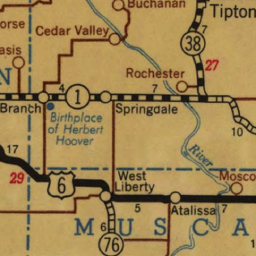 Buchanan
Tipton
orse
Cedar Valley
38
asis
Rochester
27
N
4
1
7
Branch
Springdale
Birthplace
of Herbert
Hoover
10
17
River
29
6
West
Liberty
Mosco
5
Atalissa
7
MUSCA
6
76